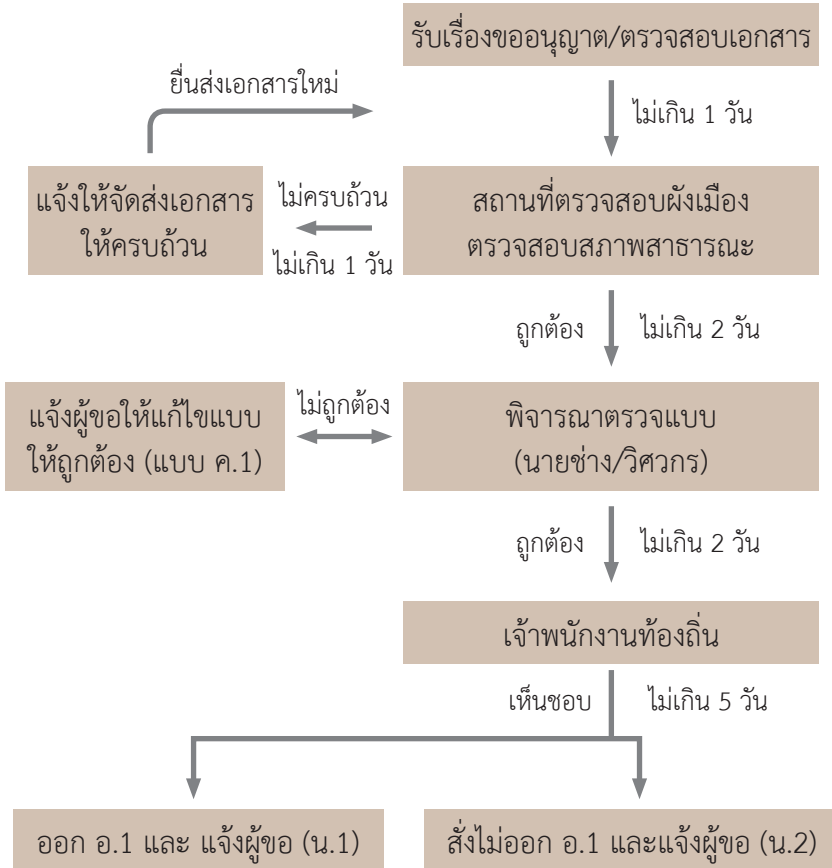 รับเรื่องขออนุญาต/ตรวจสอบเอกสาร
ยื่นส่งเอกสารใหม่
ไม่เกิน 1 วัน
แจ้งให้จัดส่งเอกสาร
ให้ครบถ้วน
ไม่ครบถ้วน
ไม่เกิน 1 วัน
สถานที่ตรวจสอบผังเมือง
ตรวจสอบสภาพสาธารณะ
ถูกต้อง
ไม่เกิน 2 วัน
แจ้งผู้ขอให้แก้ไขแบบ
ให้ถูกต้อง (แบบ ค.1)
ไม่ถูกต้อง
พิจารณาตรวจแบบ
(นายช่าง/วิศวกร)
ถูกต้อง
ไม่เกิน 2 วัน
เจ้าพนักงานท้องถิ่น
เห็นชอบ
ไม่เกิน 5 วัน
ออก อ.1 และ แจ้งผู้ขอ (น.1)
สั่งไม่ออก อ.1 และแจ้งผู้ขอ (น.2)